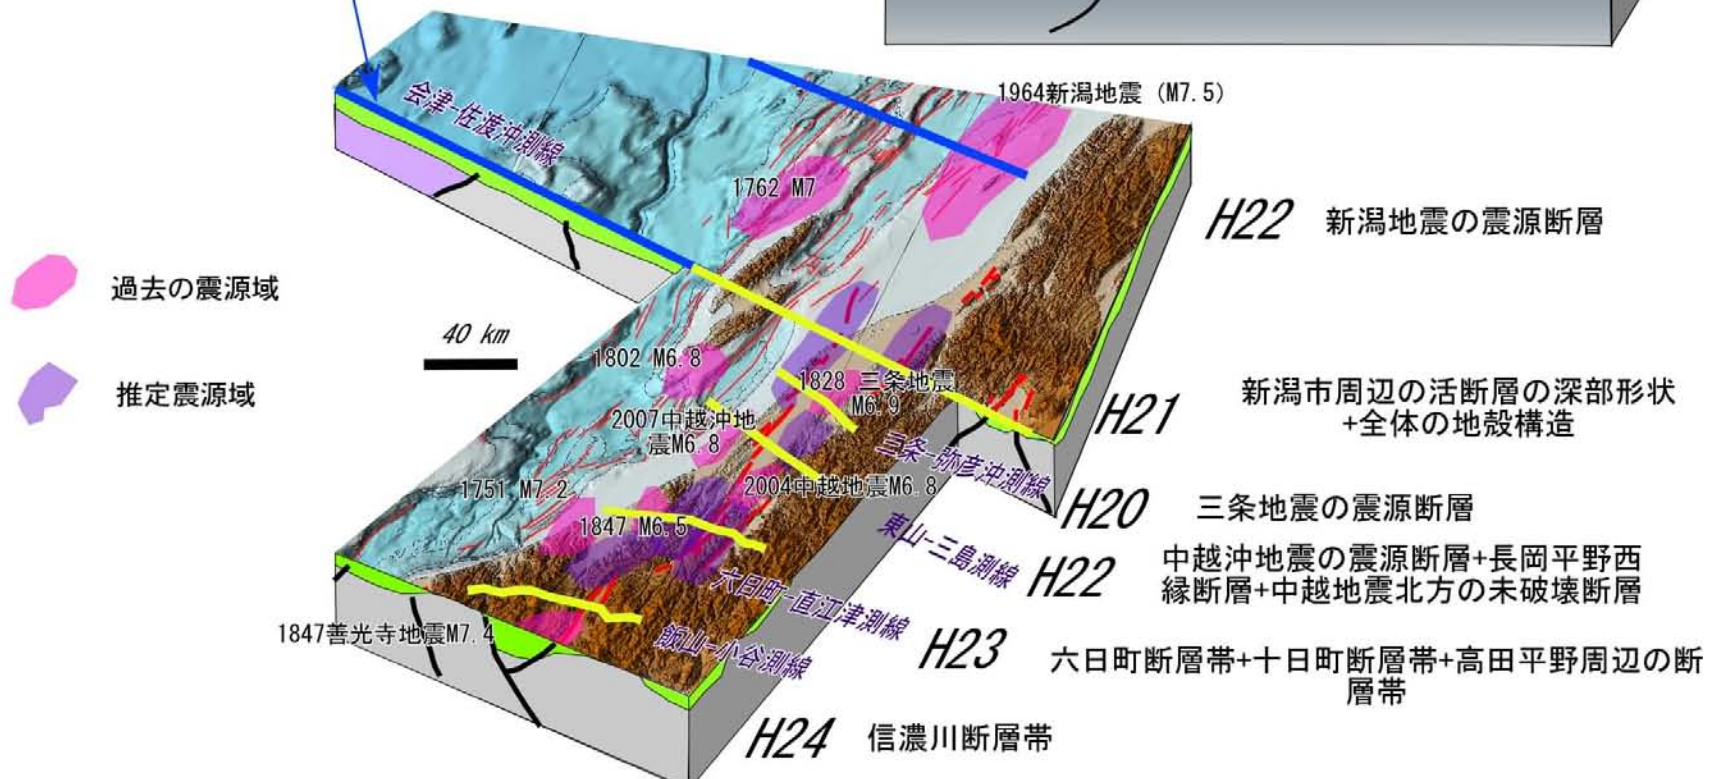 会津-佐渡沖測線
1964新潟地震 (M7.5)
1762 M7
H22 新潟地震の震源断層
過去の震源域
40 km
推定震源域
1802 M6.8
1828 三条地震
M6.9
2007中越沖地
震M6.8
H21 新潟市周辺の活断層の深部形状
+全体の地殻構造
三条-弥彦沖測線
1751 M7.2
2004中越地震M6.8
H20 三条地震の震源断層
1847 M6.5
東山-三島測線
H22 中越沖地震の震源断層+長岡平野西
縁断層+中越地震北方の未破壊断層
六日町-直江津測線
1847善光寺地震M7.4
飯山-小谷測線
H23 六日町断層帯+十日町断層帯+高田平野周辺の断
層帯
H24 信濃川断層帯